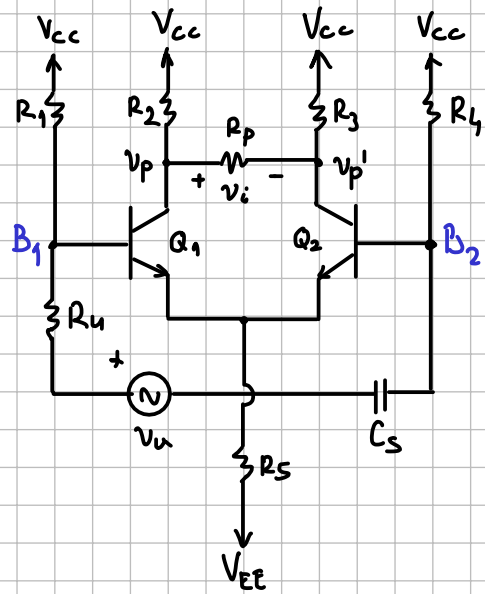 Vcc Vcc Vcc Vcc
R1 R2 R3 R4
Rp
vp + vi − vp'
B1 Q1 Q2 B2
Ru
+
vu
Cs
R5
VEE